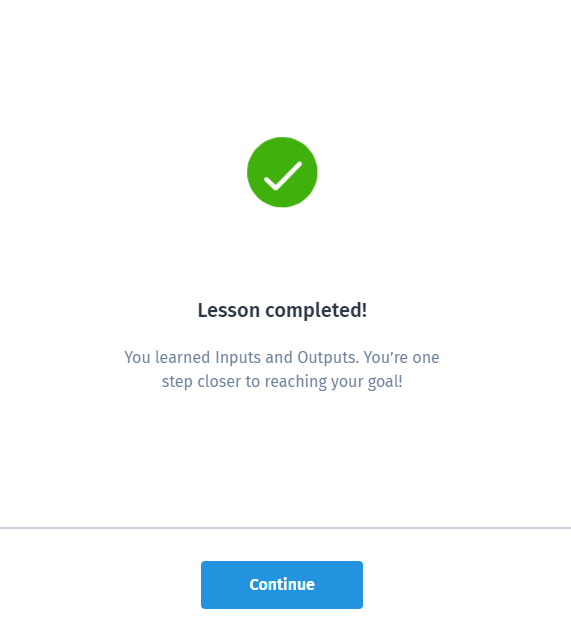 Lesson completed!
You learned Inputs and Outputs. You’re one
step closer to reaching your goal!
Continue